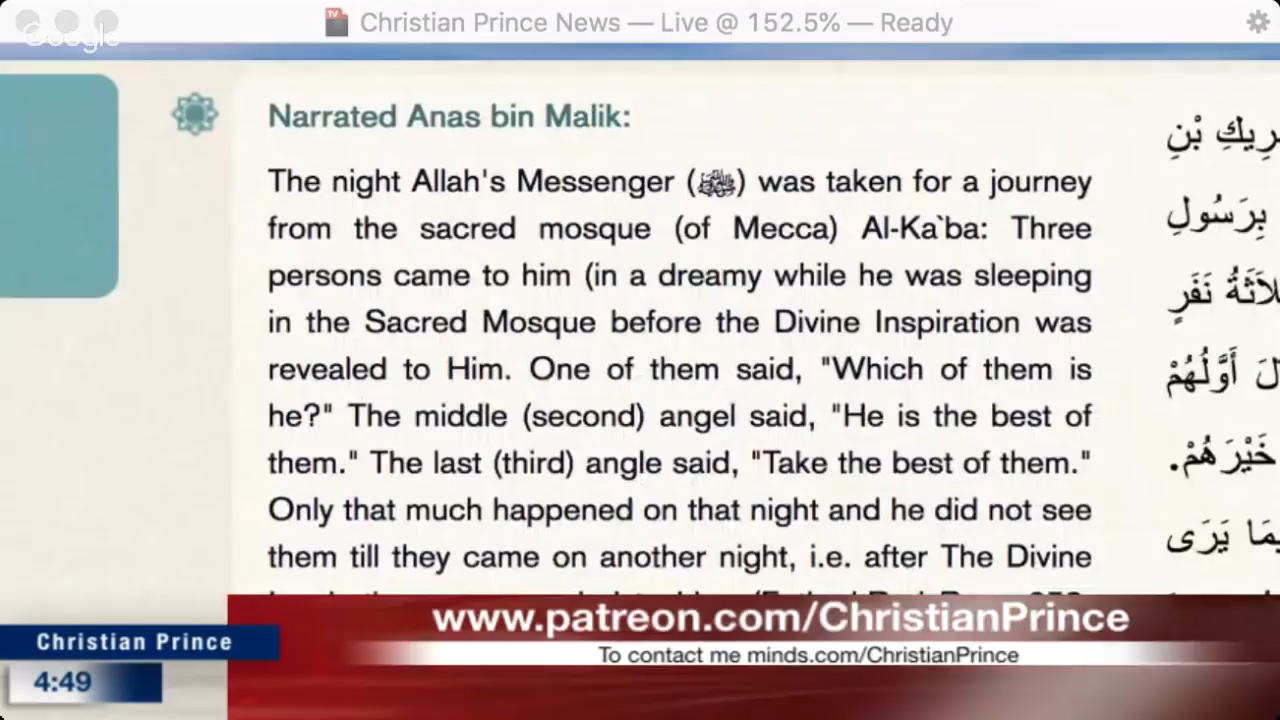 Christian Prince News — Live @ 152.5% — Ready
Google
Narrated Anas bin Malik:
The night Allah's Messenger (ﷺ) was taken for a journey
from the sacred mosque (of Mecca) Al-Ka`ba: Three
persons came to him (in a dreamy while he was sleeping
in the Sacred Mosque before the Divine Inspiration was
revealed to Him. One of them said, "Which of them is
he?" The middle (second) angel said, "He is the best of
them." The last (third) angle said, "Take the best of them."
Only that much happened on that night and he did not see
them till they came on another night, i.e. after The Divine
بْنِ
بِرَسُولِ
نَفَرٍ
أَوَّلُهُمْ
خَيْرَهُمْ.
يَرَى
www.patreon.com/ChristianPrince
To contact me minds.com/ChristianPrince
Christian Prince
4:49